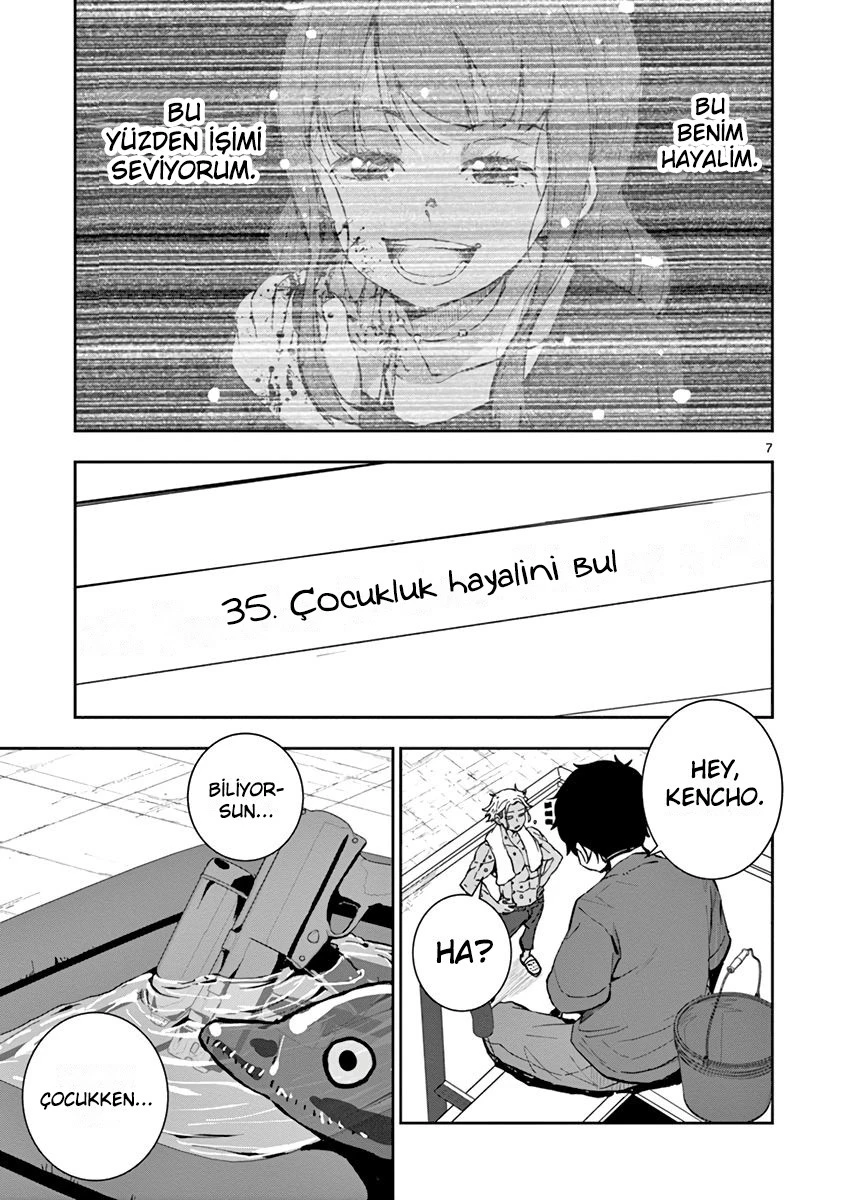 BU
BENİM
HAYALİM.
BU
YÜZDEN İŞİMİ
SEVİYORUM.
7
35. Çocukluk hayalini Bul
HEY,
KENCHO.
HA?
BİLİYOR-
SUN...
ÇOCUKKEN...